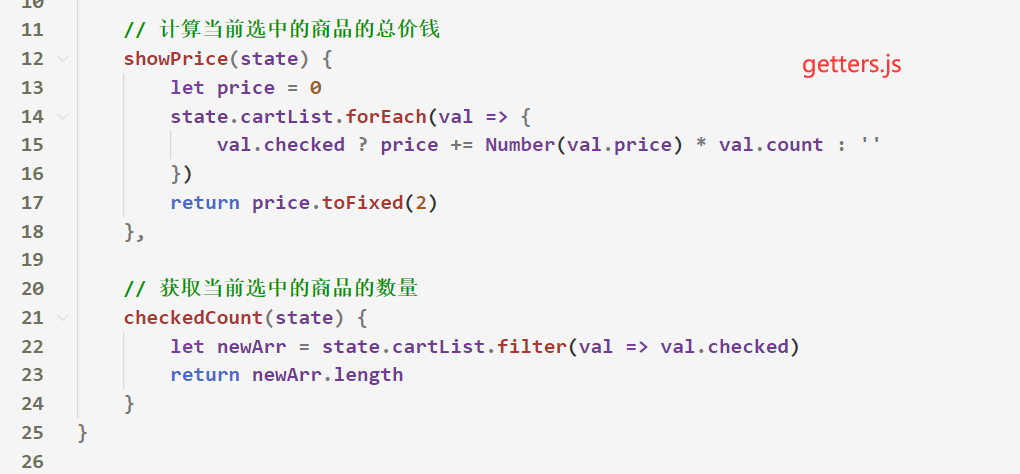 10
11 // 计算当前选中的商品的总价钱
12 showPrice(state) {
getters.js
13 let price = 0
14 state.cartList.forEach(val => {
15 val.checked ? price += Number(val.price) * val.count : ''
16 })
17 return price.toFixed(2)
18 },
19
20 // 获取当前选中的商品的数量
21 checkedCount(state) {
22 let newArr = state.cartList.filter(val => val.checked)
23 return newArr.length
24 }
25 }
26